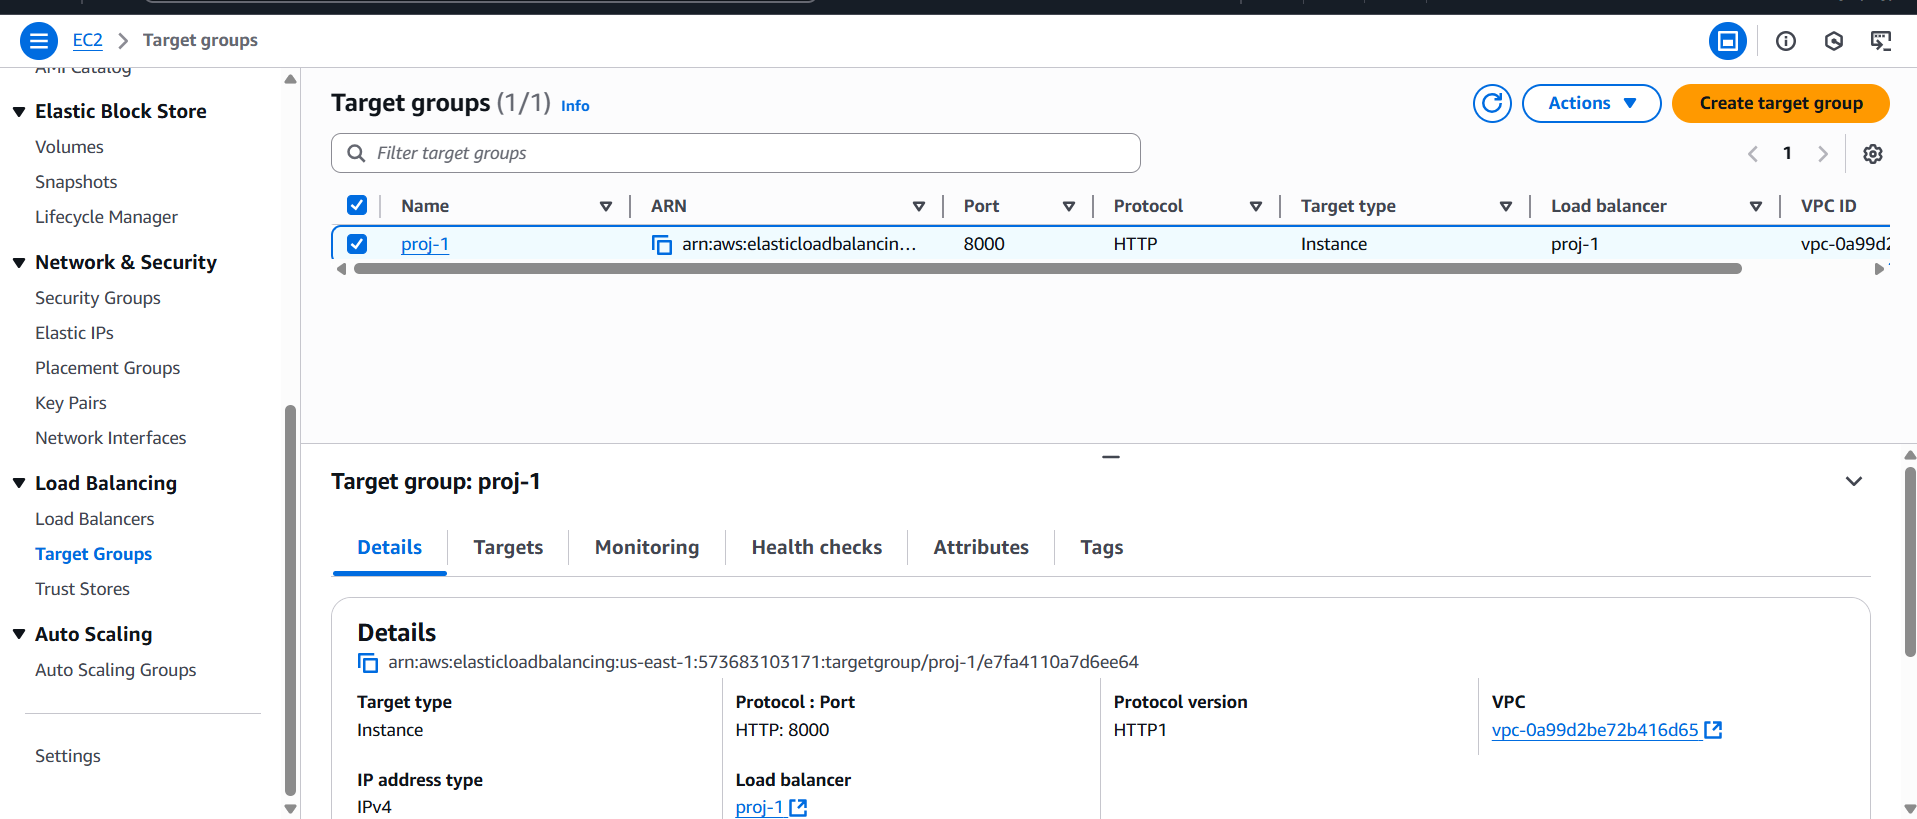 EC2 Target groups
AMI Catalog
Elastic Block Store
Volumes
Snapshots
Lifecycle Manager
Network & Security
Security Groups
Elastic IPs
Placement Groups
Key Pairs
Network Interfaces
Load Balancing
Load Balancers
Target Groups
Trust Stores
Auto Scaling
Auto Scaling Groups
Settings
Target groups (1/1) Info
Actions
Create target group
Filter target groups
1
Name ARN Port Protocol Target type Load balancer VPC ID
proj-1 arn:aws:elasticloadbalancin... 8000 HTTP Instance proj-1 vpc-0a99d2
Target group: proj-1
Details Targets Monitoring Health checks Attributes Tags
Details
arn:aws:elasticloadbalancing:us-east-1:573683103171:targetgroup/proj-1/e7fa4110a7d6ee64
Target type Protocol : Port Protocol version VPC
Instance HTTP: 8000 HTTP1 vpc-0a99d2be72b416d65
IP address type Load balancer
IPv4 proj-1